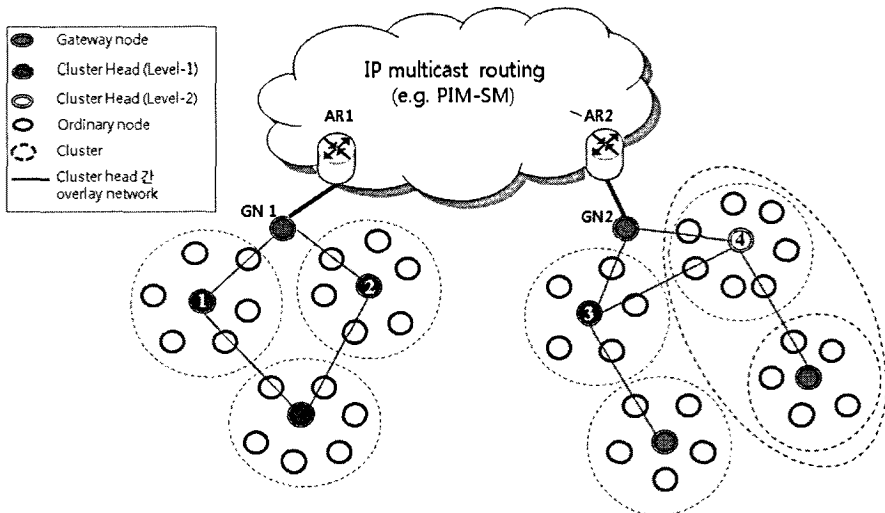 Gateway node
Cluster Head (Level-1)
Cluster Head (Level-2)
Ordinary node
Cluster
Cluster head 간
overlay network
IP multicast routing
(e.g. PIM-SM)
AR1
AR2
GN 1
GN2
1
2
3
4